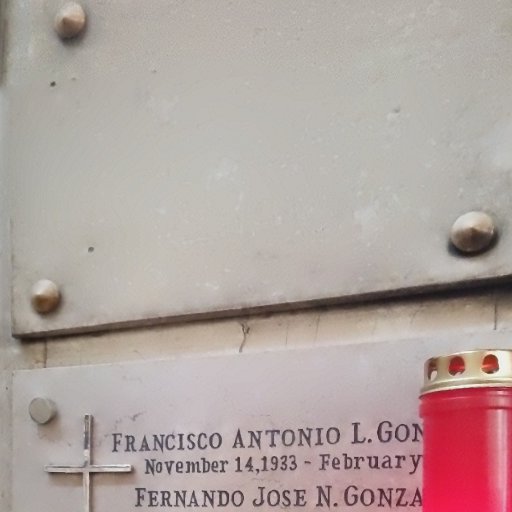 FRANCISCO ANTONIO L. GON
November 14, 1933 - February
FERNANDO JOSE N. GONZA